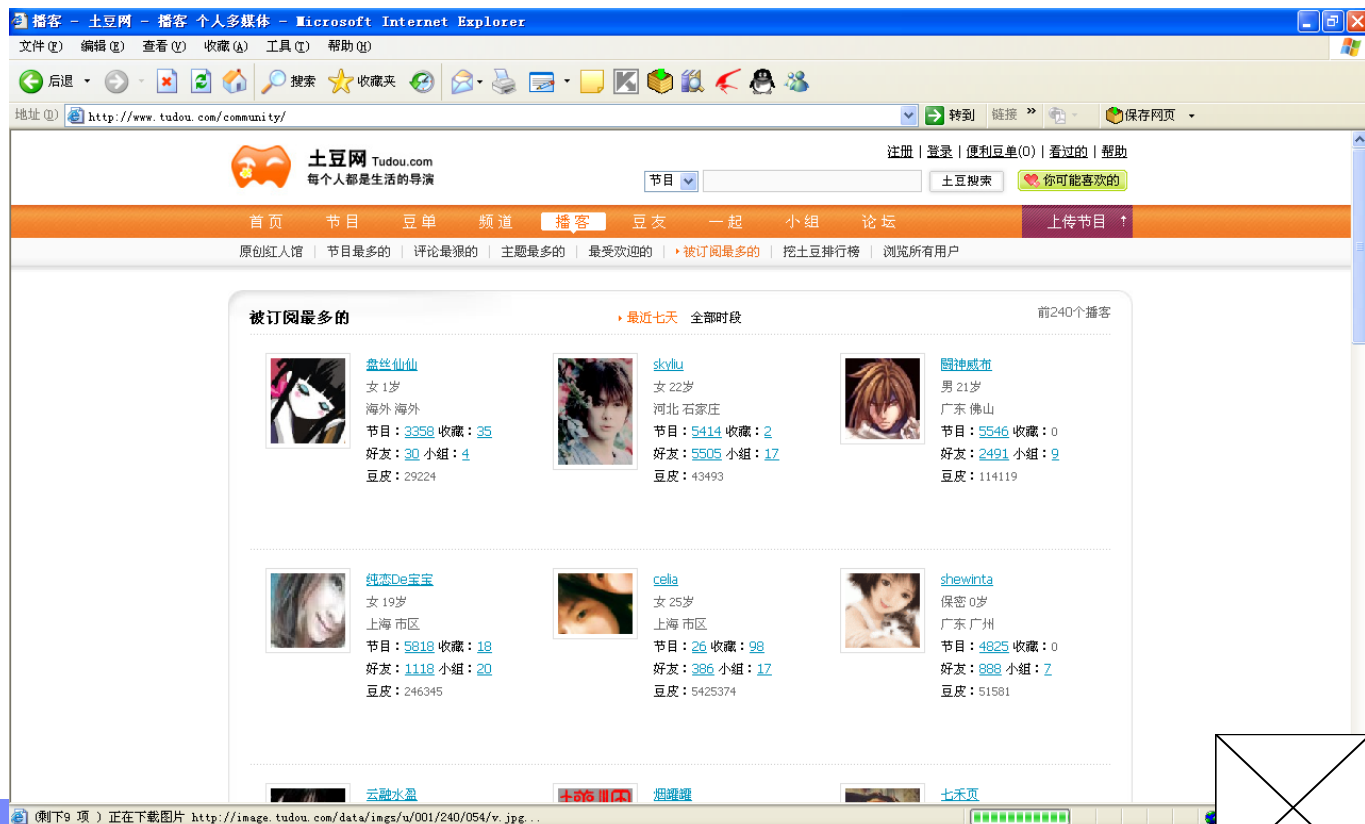 播客 - 土豆网 - 播客 个人多媒体 - Microsoft Internet Explorer
文件(F) 编辑(E) 查看(V) 收藏(A) 工具(T) 帮助(H)
后退 搜索 收藏夹
地址(D) http://www.tudou.com/community/ 转到 链接 » 保存网页
土豆网 Tudou.com
每个人都是生活的导演
注册 | 登录 | 便利豆单(0) | 看过的 | 帮助
节目 土豆搜索 你可能喜欢的
首页 节目 豆单 频道 播客 豆友 一起 小组 论坛 上传节目 ↑
原创红人馆 | 节目最多的 | 评论最狠的 | 主题最多的 | 最受欢迎的 | 被订阅最多的 | 挖土豆排行榜 | 浏览所有用户
被订阅最多的 最近七天 全部时段 前240个播客
盘丝仙仙
女 1岁
海外 海外
节目：3358 收藏：35
好友：30 小组：4
豆皮：29224
skyliu
女 22岁
河北 石家庄
节目：5414 收藏：2
好友：5505 小组：17
豆皮：43493
鬪神威布
男 21岁
广东 佛山
节目：5546 收藏：0
好友：2491 小组：9
豆皮：114119
纯恋De宝宝
女 19岁
上海 市区
节目：5818 收藏：18
好友：1118 小组：20
豆皮：246345
celia
女 25岁
上海 市区
节目：26 收藏：98
好友：386 小组：17
豆皮：5425374
shewinta
保密 0岁
广东 广州
节目：4825 收藏：0
好友：888 小组：7
豆皮：51581
云融水盈
烟罐罐
七禾页
(剩下9 项 ) 正在下载图片 http://image.tudou.com/data/imgs/u/001/240/054/v.jpg...